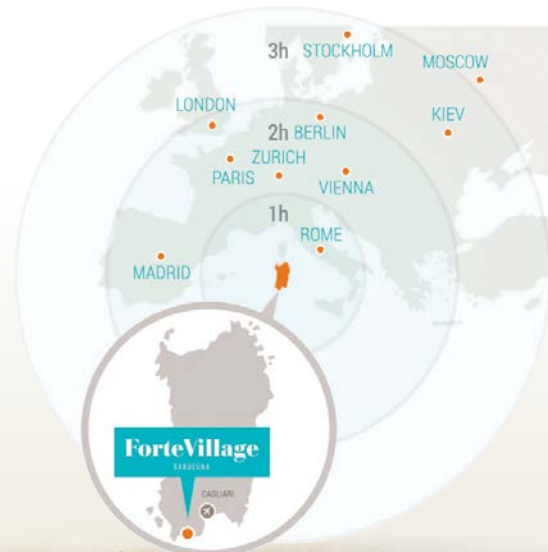 3h
STOCKHOLM
MOSCOW
LONDON
KIEV
2h
BERLIN
ZURICH
PARIS
VIENNA
1h
ROME
MADRID
ForteVillage
SARDEGNA
CAGLIARI